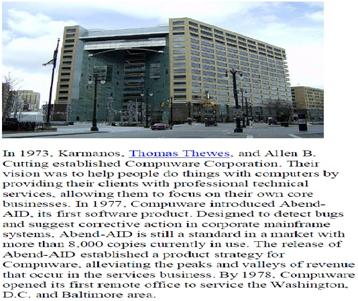 In 1973, Karmanos, Thomas Thewes, and Allen B.
Cutting established Compuware Corporation. Their
vision was to help people do things with computers by
providing their clients with professional technical
services, allowing them to focus on their own core
businesses. In 1977, Compuware introduced Abend-
AID, its first software product. Designed to detect bugs
and suggest corrective action in corporate mainframe
systems, Abend-AID is still a standard in a market with
more than 8,000 copies currently in use. The release of
Abend-AID established a product strategy for
Compuware, alleviating the peaks and valleys of revenue
that occur in the services business. By 1978, Compuware
opened its first remote office to service the Washington,
D.C. and Baltimore area.